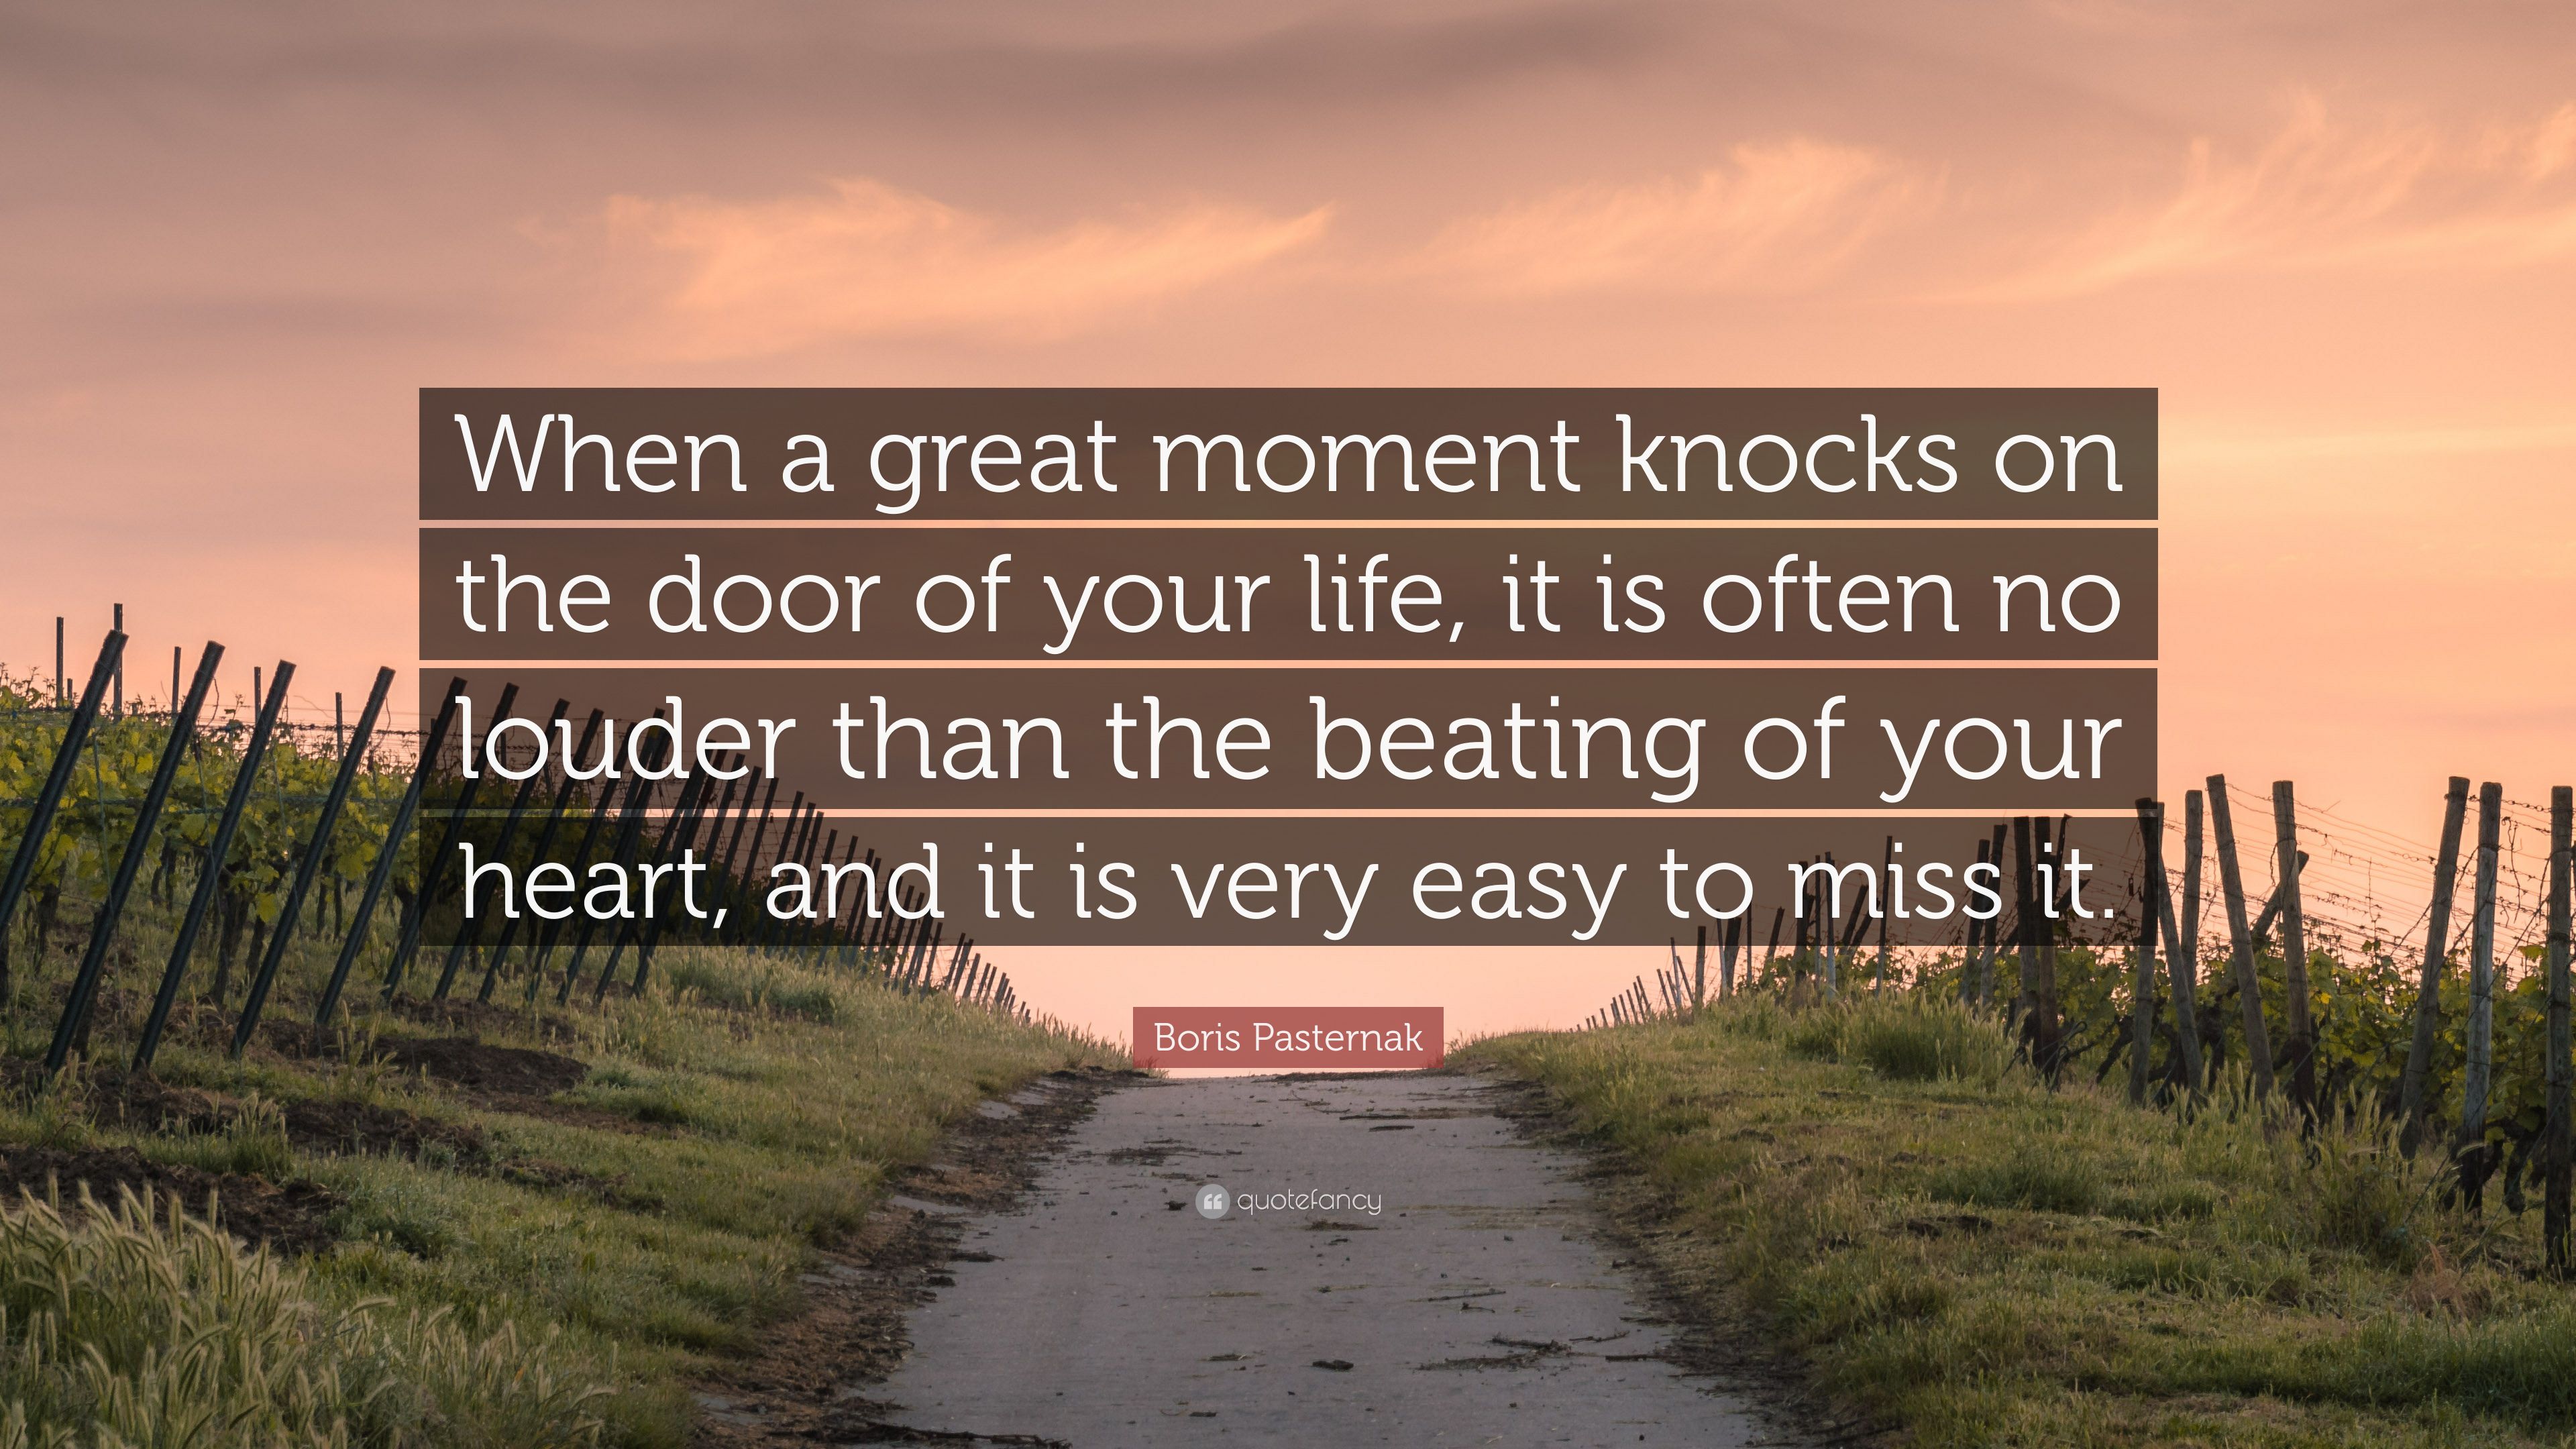 When a great moment knocks on
the door of your life, it is often no
louder than the beating of your
heart, and it is very easy to miss it.
Boris Pasternak
quotefancy